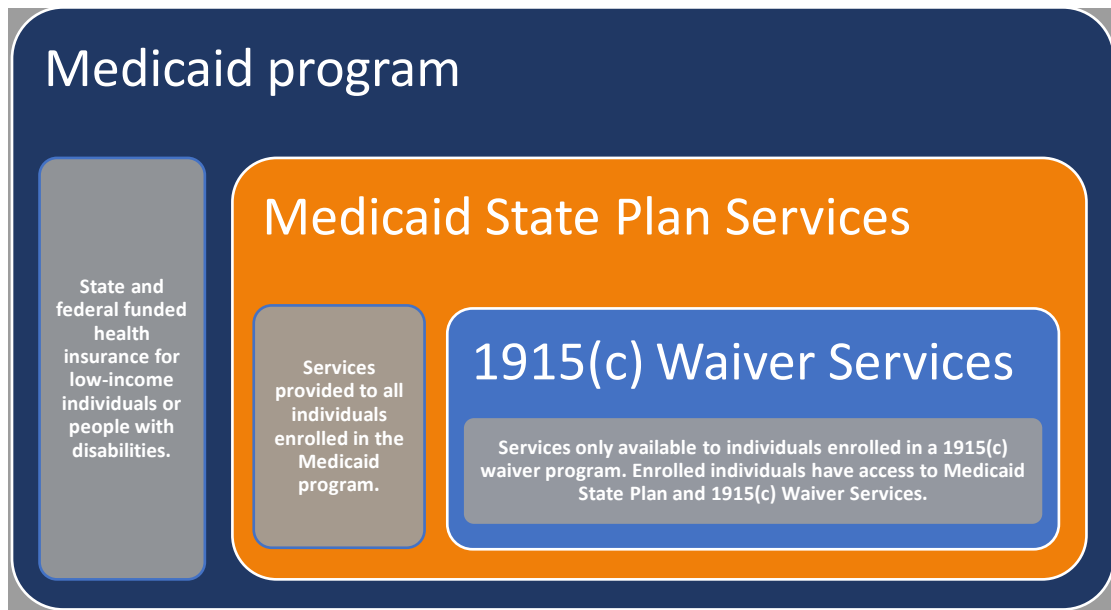 Medicaid program
State and
federal funded
health
insurance for
low-income
individuals or
people with
disabilities.
Medicaid State Plan Services
Services
provided to all
individuals
enrolled in the
Medicaid
program.
1915(c) Waiver Services
Services only available to individuals enrolled in a 1915(c)
waiver program. Enrolled individuals have access to Medicaid
State Plan and 1915(c) Waiver Services.